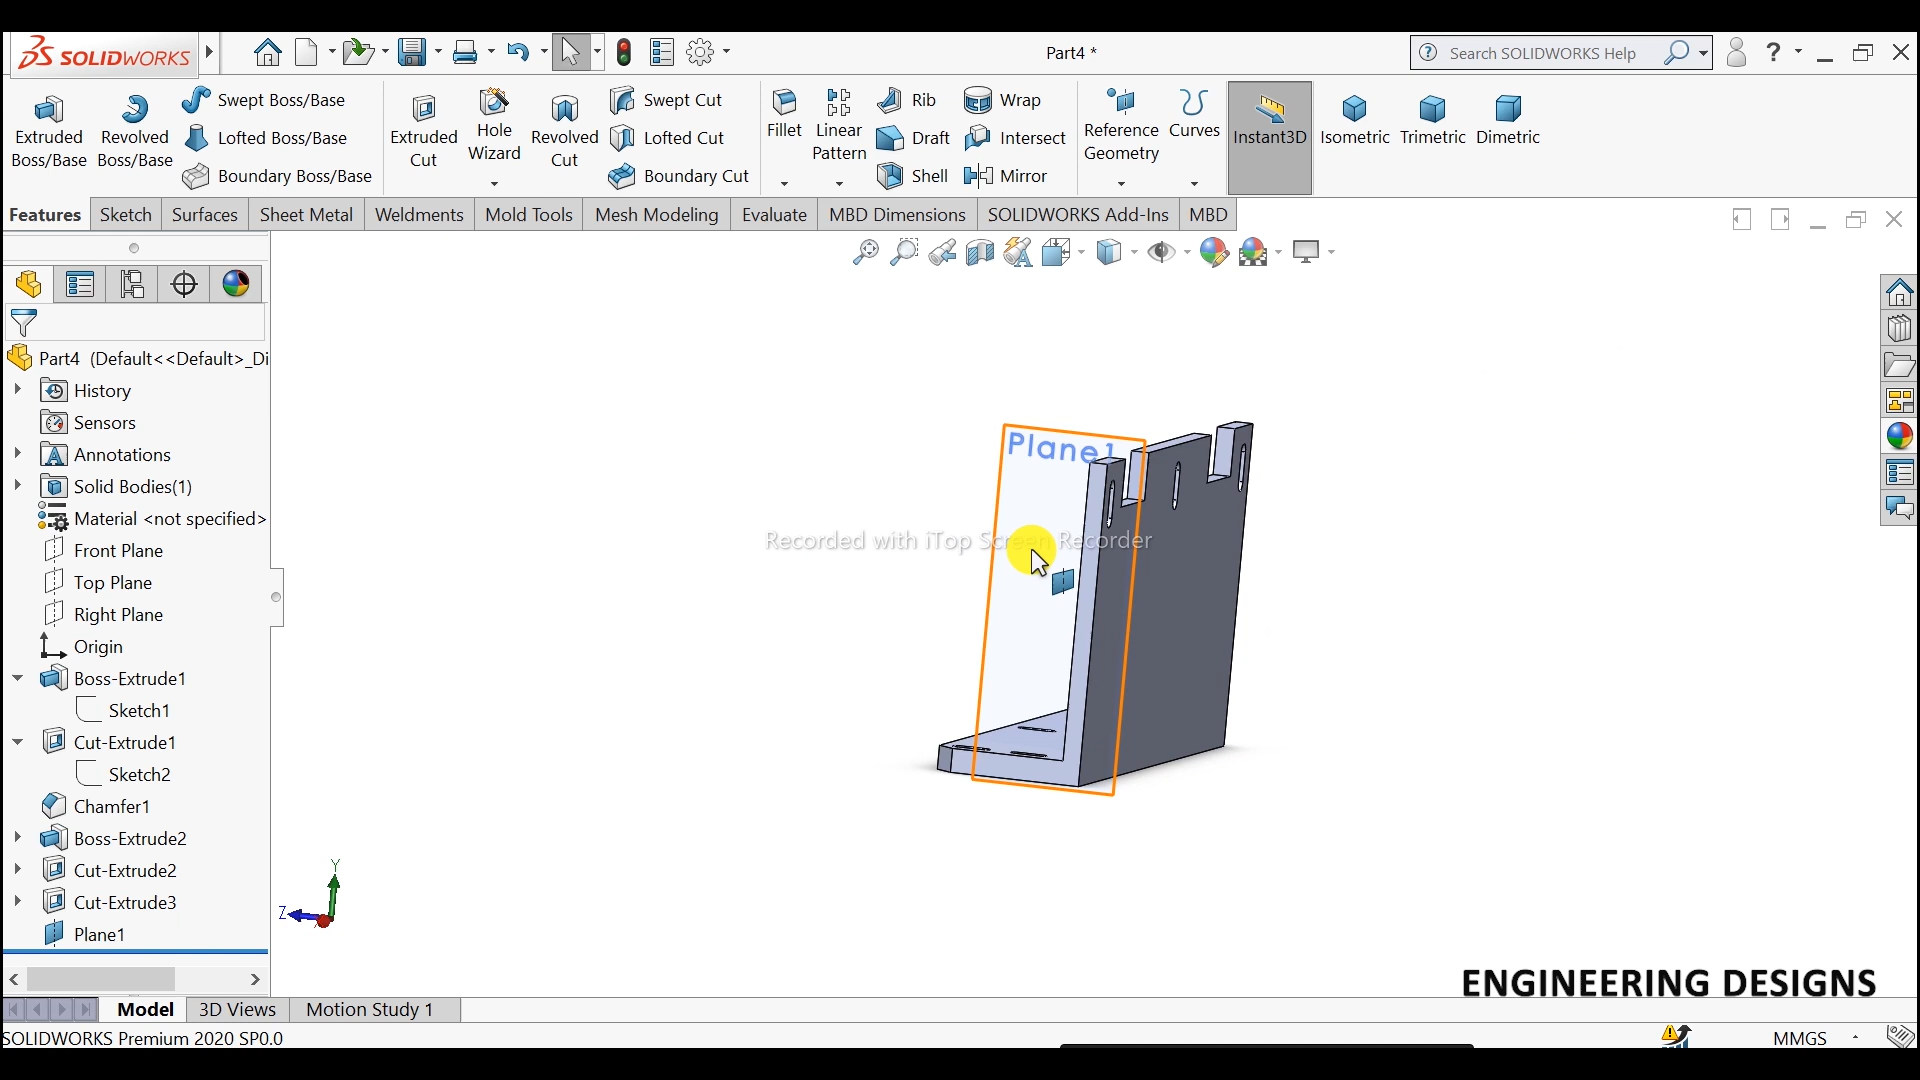 SOLIDWORKS
Part4 *
Search SOLIDWORKS Help
Extruded Boss/Base
Revolved Boss/Base
Swept Boss/Base
Lofted Boss/Base
Boundary Boss/Base
Extruded Cut
Hole Wizard
Revolved Cut
Swept Cut
Lofted Cut
Boundary Cut
Fillet
Linear Pattern
Rib
Draft
Shell
Wrap
Intersect
Mirror
Reference Geometry
Curves
Instant3D
Isometric
Trimetric
Dimetric
Features
Sketch
Surfaces
Sheet Metal
Weldments
Mold Tools
Mesh Modeling
Evaluate
MBD Dimensions
SOLIDWORKS Add-Ins
MBD
Part4 (Default<<Default>_Di
History
Sensors
Annotations
Solid Bodies(1)
Material <not specified>
Front Plane
Top Plane
Right Plane
Origin
Boss-Extrude1
Sketch1
Cut-Extrude1
Sketch2
Chamfer1
Boss-Extrude2
Cut-Extrude2
Cut-Extrude3
Plane1
Plane1
Recorded with iTop Screen Recorder
Y
Z
ENGINEERING DESIGNS
Model
3D Views
Motion Study 1
SOLIDWORKS Premium 2020 SP0.0
MMGS